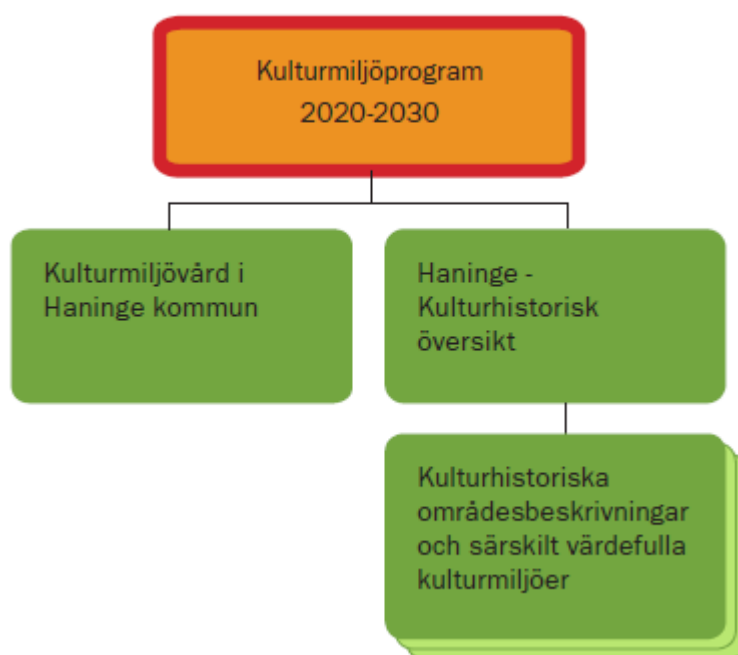 Kulturmiljöprogram
2020-2030
Kulturmiljövård i
Haninge kommun
Haninge -
Kulturhistorisk
översikt
Kulturhistoriska
områdesbeskrivningar
och särskilt värdefulla
kulturmiljöer